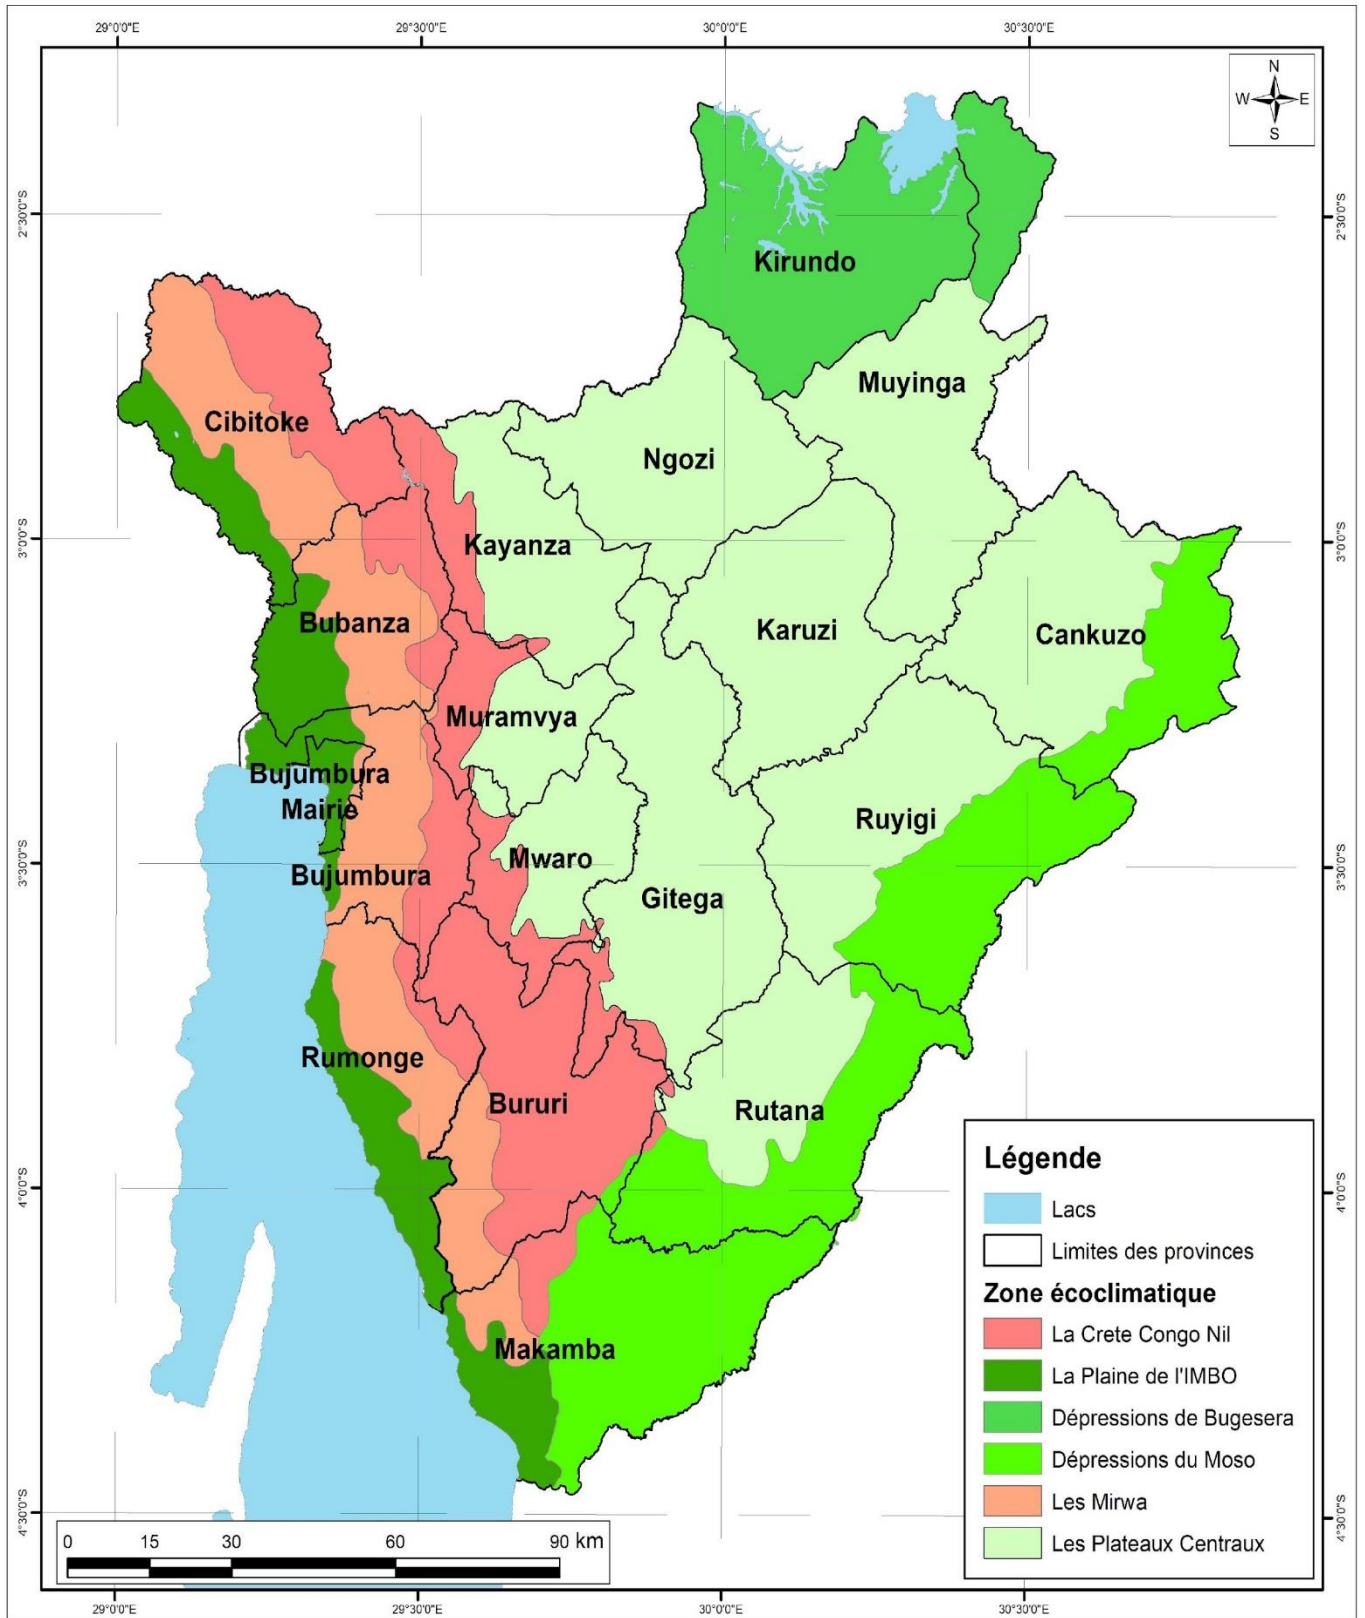 29°0'0"E 29°30'0"E 30°0'0"E 30°30'0"E
N
W E
S
2°30'0"S 2°30'0"S
Kirundo
Muyinga
Cibitoke
Ngozi
3°0'0"S 3°0'0"S
Kayanza
Bubanza
Karuzi
Cankuzo
Muramvya
Bujumbura
Mairie
Ruyigi
Mwaro
3°30'0"S 3°30'0"S
Bujumbura
Gitega
Rumonge
Bururi
Rutana
Légende
4°0'0"S 4°0'0"S
Lacs
Limites des provinces
Zone écoclimatique
La Crete Congo Nil
Makamba
La Plaine de l'IMBO
Dépressions de Bugesera
Dépressions du Moso
Les Mirwa
4°30'0"S 4°30'0"S
Les Plateaux Centraux
0 15 30 60 90 km
29°0'0"E 29°30'0"E 30°0'0"E 30°30'0"E